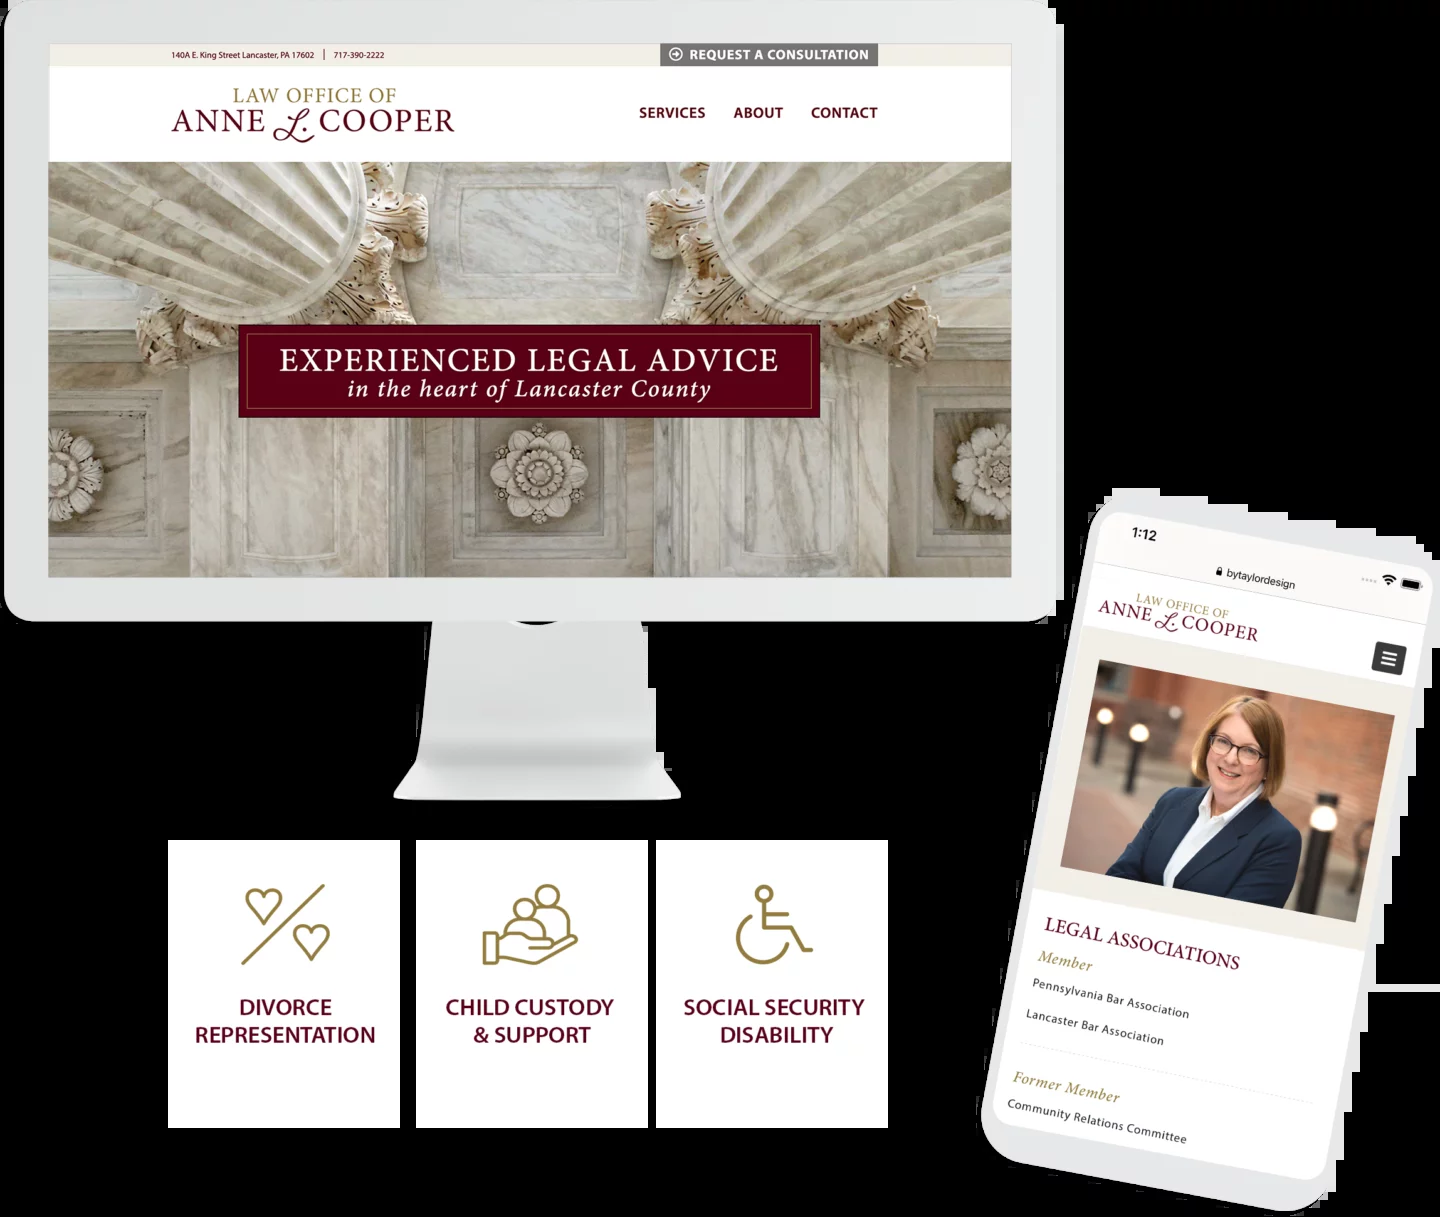 140A E. King Street Lancaster, PA 17602 | 717-390-2222
REQUEST A CONSULTATION
LAW OFFICE OF
ANNE L. COOPER
SERVICES ABOUT CONTACT
EXPERIENCED LEGAL ADVICE
in the heart of Lancaster County
DIVORCE
REPRESENTATION
CHILD CUSTODY
& SUPPORT
SOCIAL SECURITY
DISABILITY
1:12
bytaylordesign
LAW OFFICE OF
ANNE L. COOPER
LEGAL ASSOCIATIONS
Member
Pennsylvania Bar Association
Lancaster Bar Association
Former Member
Community Relations Committee